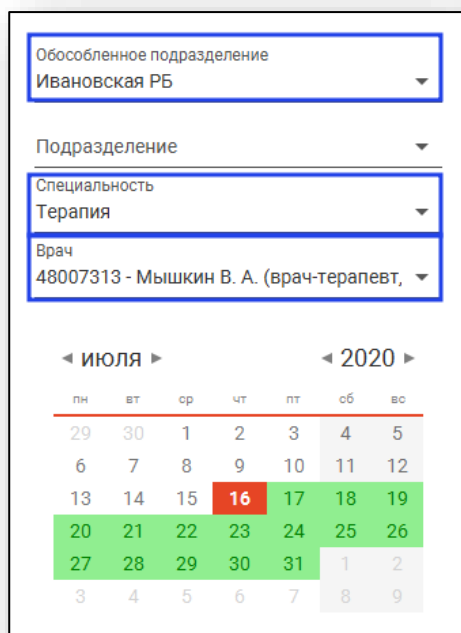 Обособленное подразделение
Ивановская РБ
Подразделение
Специальность
Терапия
Врач
48007313 - Мышкин В. А. (врач-терапевт,
июля 2020
пн вт ср чт пт сб вс
29 30 1 2 3 4 5
6 7 8 9 10 11 12
13 14 15 16 17 18 19
20 21 22 23 24 25 26
27 28 29 30 31 1 2
3 4 5 6 7 8 9